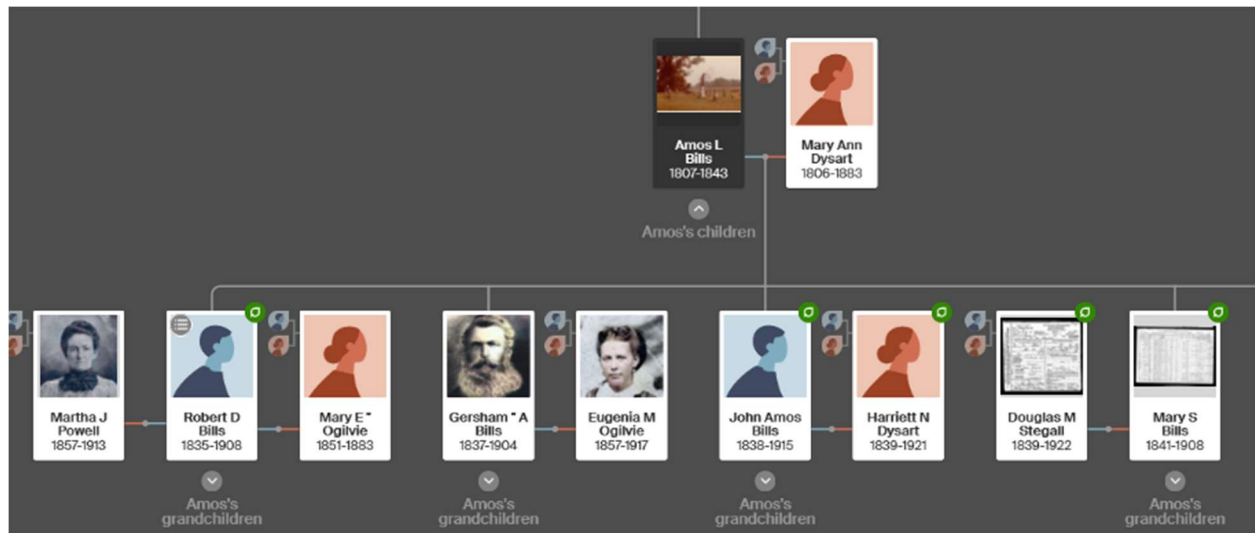 Amos L
Bills
1807-1843
Mary Ann
Dysart
1806-1883
Amos's children
Martha J
Powell
1857-1913
Robert D
Bills
1835-1908
Mary E "
Ogilvie
1851-1883
Gersham " A
Bills
1837-1904
Eugenia M
Ogilvie
1857-1917
John Amos
Bills
1838-1915
Harriett N
Dysart
1839-1921
Douglas M
Stegall
1839-1922
Mary S
Bills
1841-1908
Amos's
grandchildren
Amos's
grandchildren
Amos's
grandchildren
Amos's
grandchildren